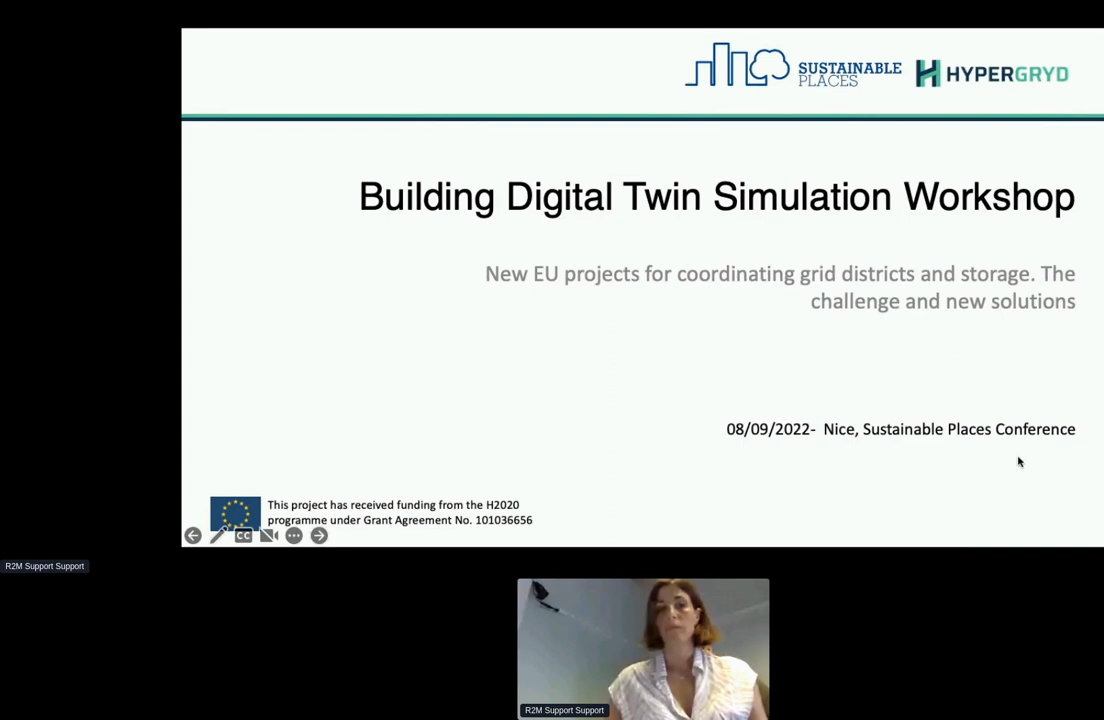 SUSTAINABLE
PLACES
HYPERGRYD
Building Digital Twin Simulation Workshop
New EU projects for coordinating grid districts and storage. The
challenge and new solutions
08/09/2022- Nice, Sustainable Places Conference
This project has received funding from the H2020
programme under Grant Agreement No. 101036656
CC
R2M Support Support
R2M Support Support